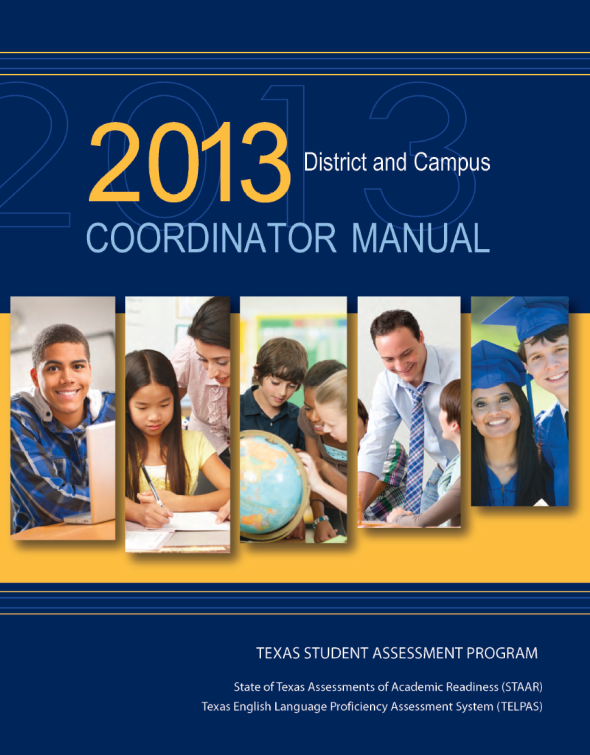 2013
2013 District and Campus
COORDINATOR MANUAL
TEXAS STUDENT ASSESSMENT PROGRAM
State of Texas Assessments of Academic Readiness (STAAR)
Texas English Language Proficiency Assessment System (TELPAS)